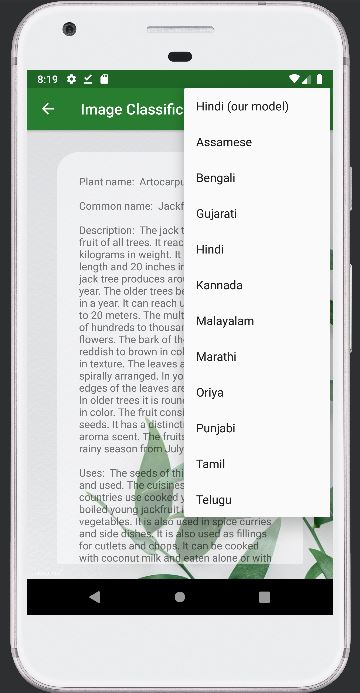 8:19
Image Classific
Hindi (our model)
Assamese
Bengali
Gujarati
Hindi
Kannada
Malayalam
Marathi
Oriya
Punjabi
Tamil
Telugu
Plant name: Artocarpu
Common name: Jackf
Description: The jack t
fruit of all trees. It reac
kilograms in weight. It
length and 20 inches in
jack tree produces arou
year. The older trees be
in a year. It can reach u
to 20 meters. The mult
of hundreds to thousan
flowers. The bark of the
reddish to brown in col
in texture. The leaves a
spirally arranged. In yo
edges of the leaves are
In older trees it is roun
in color. The fruit consi
seeds. It has a distincti
aroma scent. The fruits
rainy season from July
Uses: The seeds of thi
and used. The cuisines
countries use cooked y
boiled young jackfruit
vegetables. It is also used in spice curries
and side dishes. It is also used as fillings
for cutlets and chops. It can be cooked
with coconut milk and eaten alone or with